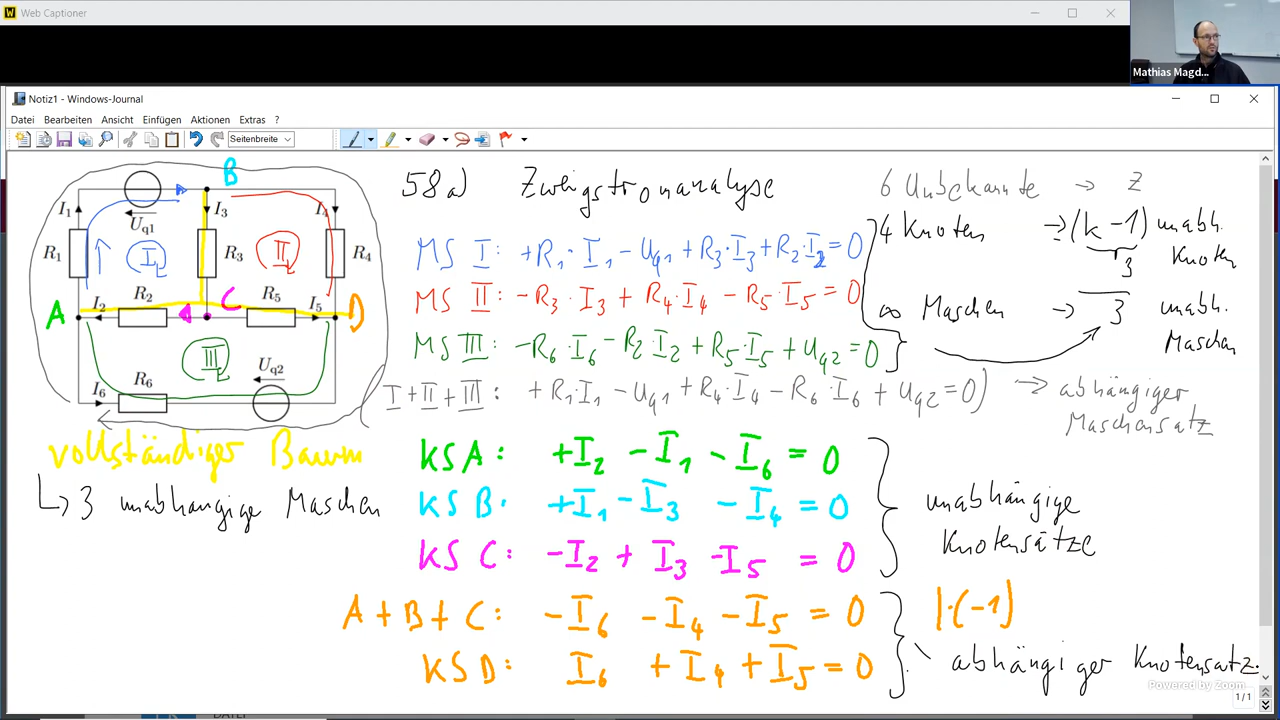 Web Captioner
Mathias Magd...
Notiz1 - Windows-Journal
Datei Bearbeiten Ansicht Einfügen Aktionen Extras ?
Seitenbreite
B
I1
Uq1
I3
I4
R1
I
R3
II
R4
A
I2
R2
C
R5
I5
D
III
R6
Uq2
I6
58a) Zweigstromanalyse
6 Unbekannte → z
4 Knoten → (k-1) unabh. Knoten
3
∞ Maschen → 3 unabh. Maschen
MS I: +R1·I1 - Uq1 + R3·I3 + R2·I2 = 0
MS II: -R3·I3 + R4·I4 - R5·I5 = 0
MS III: -R6·I6 - R2·I2 + R5·I5 + Uq2 = 0
I+II+III: +R1·I1 - Uq1 + R4·I4 - R6·I6 + Uq2 = 0) → abhängiger Maschensatz
vollständiger Baum
↳ 3 unabhängige Maschen
KSA: +I2 - I1 - I6 = 0
KSB: +I1 - I3 - I4 = 0
KSC: -I2 + I3 - I5 = 0
unabhängige Knotensätze
A+B+C: -I6 - I4 - I5 = 0 |·(-1)
KSD: I6 + I4 + I5 = 0
abhängiger Knotensatz.
Powered by Zoom
1/1